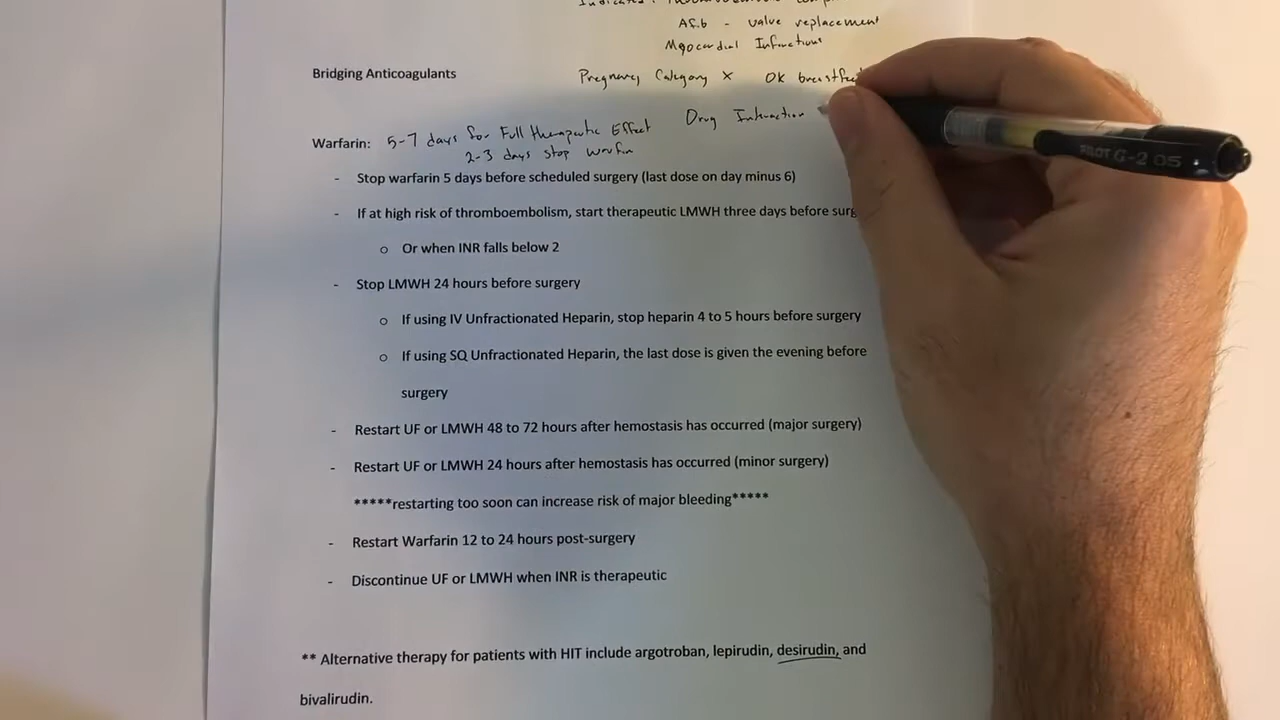 Afib - valve replacement
Myocardial Infarctions
Bridging Anticoagulants
Pregnancy Category X OK breastfee
Drug Interaction
Warfarin: 5-7 days for Full therapeutic Effect
2-3 days stop warfin
- Stop warfarin 5 days before scheduled surgery (last dose on day minus 6)
- If at high risk of thromboembolism, start therapeutic LMWH three days before surg
o Or when INR falls below 2
- Stop LMWH 24 hours before surgery
o If using IV Unfractionated Heparin, stop heparin 4 to 5 hours before surgery
o If using SQ Unfractionated Heparin, the last dose is given the evening before
surgery
- Restart UF or LMWH 48 to 72 hours after hemostasis has occurred (major surgery)
- Restart UF or LMWH 24 hours after hemostasis has occurred (minor surgery)
*****restarting too soon can increase risk of major bleeding*****
- Restart Warfarin 12 to 24 hours post-surgery
- Discontinue UF or LMWH when INR is therapeutic
** Alternative therapy for patients with HIT include argotroban, lepirudin, desirudin, and
bivalirudin.
PILOT G-2 05